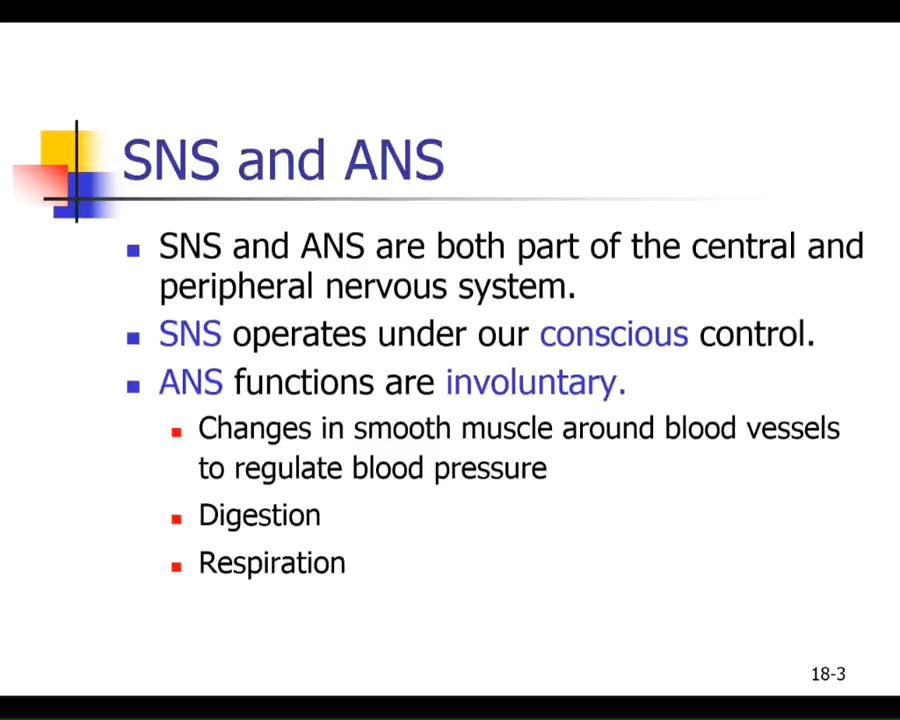 SNS and ANS
SNS and ANS are both part of the central and
peripheral nervous system.
SNS operates under our conscious control.
ANS functions are involuntary.
Changes in smooth muscle around blood vessels
to regulate blood pressure
Digestion
Respiration
18-3